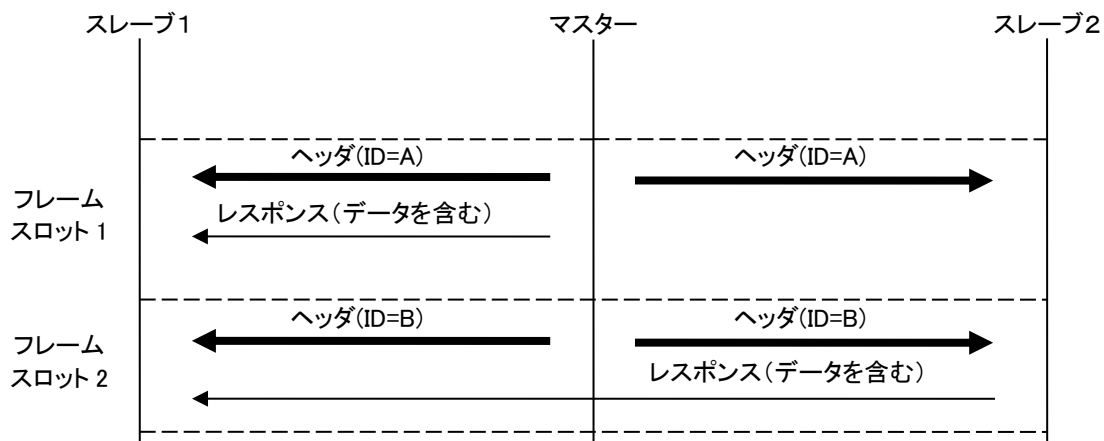 スレーブ1
マスター
スレーブ2
ヘッダ(ID=A)
ヘッダ(ID=A)
フレーム
スロット 1
レスポンス(データを含む)
ヘッダ(ID=B)
ヘッダ(ID=B)
フレーム
スロット 2
レスポンス(データを含む)